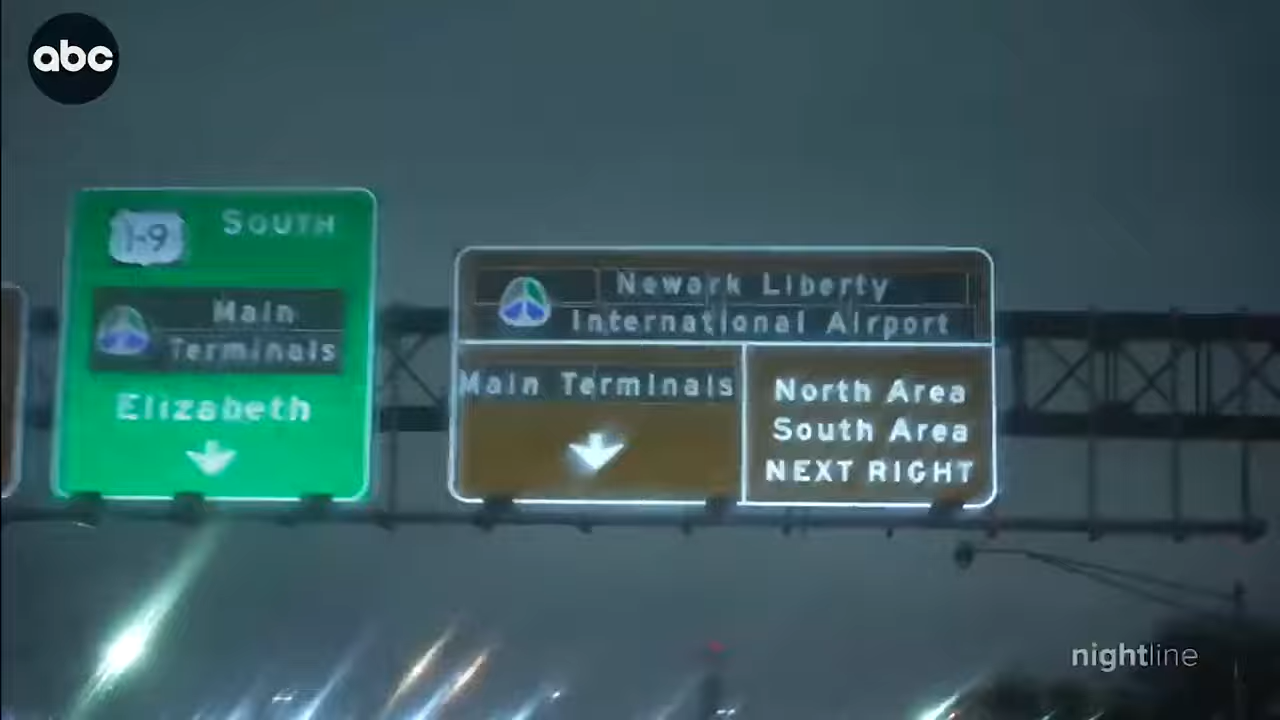 abc
1-9 SOUTH
Main
Terminals
Elizabeth
Newark Liberty
International Airport
Main Terminals
North Area
South Area
NEXT RIGHT
nightline